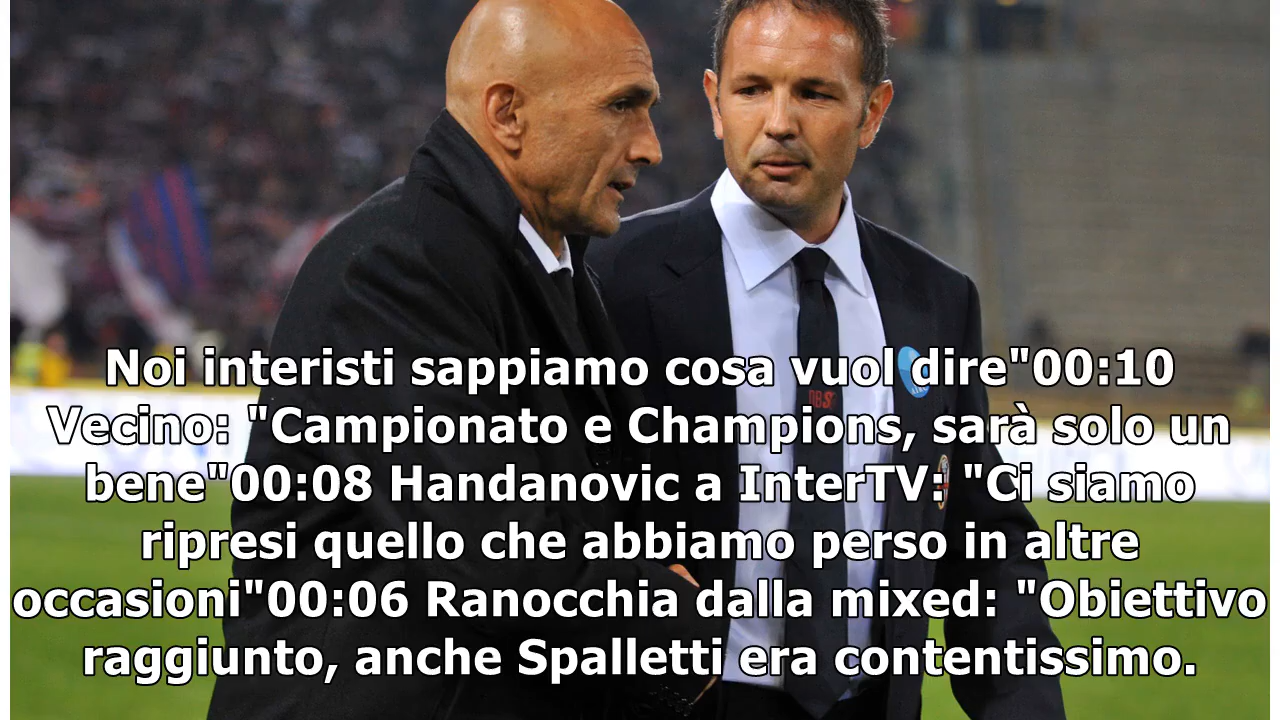 Noi interisti sappiamo cosa vuol dire"00:10
Vecino: "Campionato e Champions, sarà solo un
bene"00:08 Handanovic a InterTV: "Ci siamo
ripresi quello che abbiamo perso in altre
occasioni"00:06 Ranocchia dalla mixed: "Obiettivo
raggiunto, anche Spalletti era contentissimo.